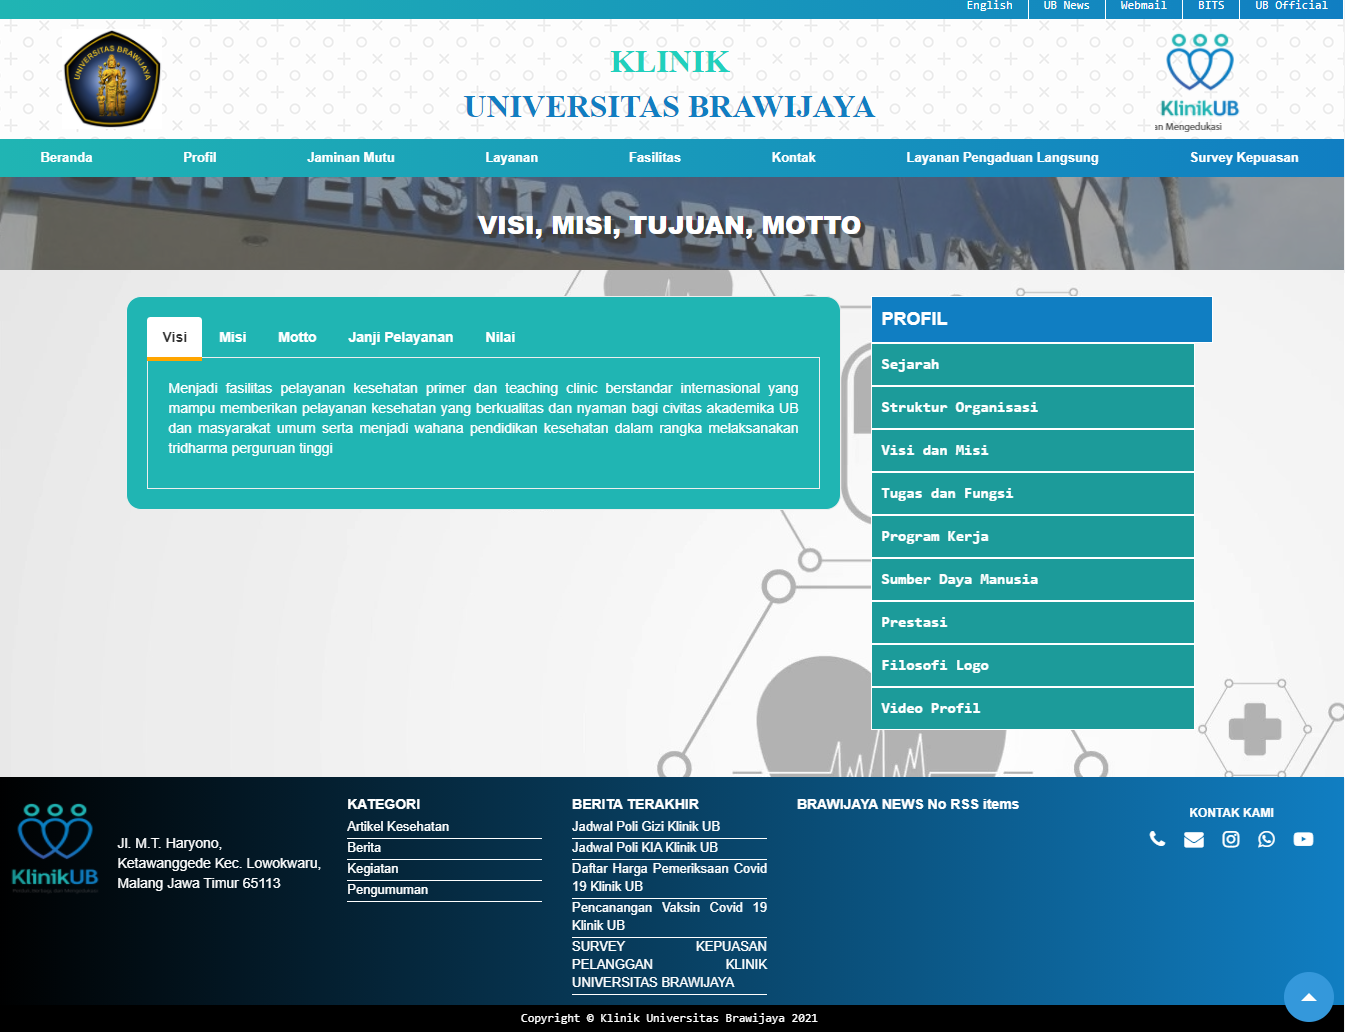 English
UB News
Webmail
BITS
UB Official
UNIVERSITAS BRAWIJAYA
KLINIK
UNIVERSITAS BRAWIJAYA
KlinikUB
an Mengedukasi
Beranda
Profil
Jaminan Mutu
Layanan
Fasilitas
Kontak
Layanan Pengaduan Langsung
Survey Kepuasan
UNIVERSITAS BRAWIJAYA
VISI, MISI, TUJUAN, MOTTO
Visi
Misi
Motto
Janji Pelayanan
Nilai
Menjadi fasilitas pelayanan kesehatan primer dan teaching clinic berstandar internasional yang
mampu memberikan pelayanan kesehatan yang berkualitas dan nyaman bagi civitas akademika UB
dan masyarakat umum serta menjadi wahana pendidikan kesehatan dalam rangka melaksanakan
tridharma perguruan tinggi
PROFIL
Sejarah
Struktur Organisasi
Visi dan Misi
Tugas dan Fungsi
Program Kerja
Sumber Daya Manusia
Prestasi
Filosofi Logo
Video Profil
KlinikUB
Jl. M.T. Haryono,
Ketawanggede Kec. Lowokwaru,
Malang Jawa Timur 65113
KATEGORI
Artikel Kesehatan
Berita
Kegiatan
Pengumuman
BERITA TERAKHIR
Jadwal Poli Gizi Klinik UB
Jadwal Poli KIA Klinik UB
Daftar Harga Pemeriksaan Covid
19 Klinik UB
Pencanangan Vaksin Covid 19
Klinik UB
SURVEY KEPUASAN
PELANGGAN KLINIK
UNIVERSITAS BRAWIJAYA
BRAWIJAYA NEWS No RSS items
KONTAK KAMI
Copyright © Klinik Universitas Brawijaya 2021